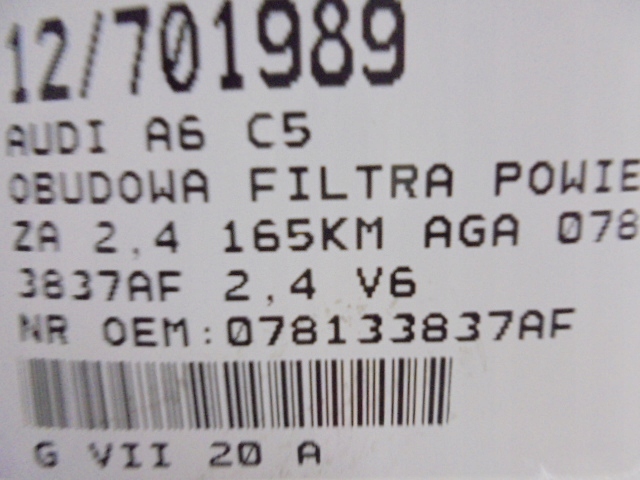 12/701989
AUDI A6 C5
OBUDOWA FILTRA POWIE
ZA 2,4 165KM AGA 078
3837AF 2,4 V6
NR OEM:078133837AF
G VII 20 A